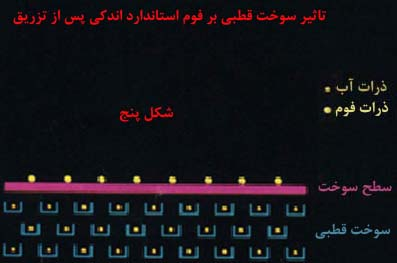 تاثیر سوخت قطبی بر فوم استاندارد اندکی پس از تزریق
ذرات آب
ذرات فوم
شکل پنج
سطح سوخت
سوخت قطبی